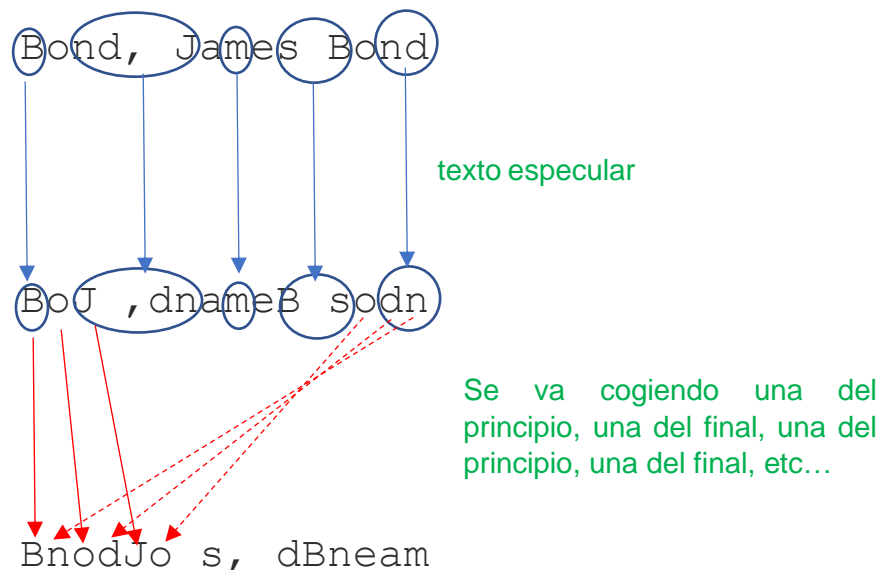 Bond, James Bond
texto especular
BoJ ,dnameB sodn
Se va cogiendo una del
principio, una del final, una del
principio, una del final, etc…
BnodJo s, dBneam